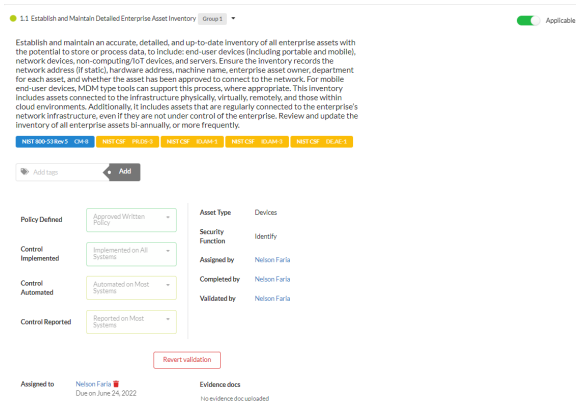 1.1 Establish and Maintain Detailed Enterprise Asset Inventory Group 1
Applicable
Establish and maintain an accurate, detailed, and up-to-date inventory of all enterprise assets with
the potential to store or process data, to include: end-user devices (including portable and mobile),
network devices, non-computing/IoT devices, and servers. Ensure the inventory records the
network address (if static), hardware address, machine name, enterprise asset owner, department
for each asset, and whether the asset has been approved to connect to the network. For mobile
end-user devices, MDM type tools can support this process, where appropriate. This inventory
includes assets connected to the infrastructure physically, virtually, remotely, and those within
cloud environments. Additionally, it includes assets that are regularly connected to the enterprise's
network infrastructure, even if they are not under control of the enterprise. Review and update the
inventory of all enterprise assets bi-annually, or more frequently.
NIST 800-53 Rev 5 CM-8 NIST CSF PR.DS-3 NIST CSF ID.AM-1 NIST CSF ID.AM-2 NIST CSF DE.AE-1
Add tags Add
Policy Defined Approved Written Policy
Control Implemented Implemented on All Systems
Control Automated Automated on Most Systems
Control Reported Reported on Most Systems
Asset Type Devices
Security Function Identify
Assigned by Nelson Faria
Completed by Nelson Faria
Validated by Nelson Faria
Revert validation
Assigned to Nelson Faria
Due on June 24, 2022
Evidence docs
No evidence doc uploaded